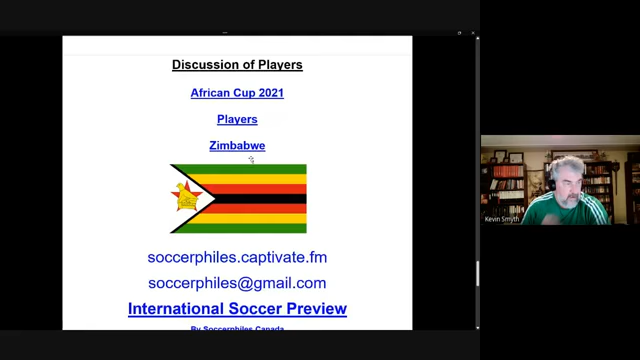 Discussion of Players
African Cup 2021
Players
Zimbabwe
soccerphiles.captivate.fm
soccerphiles@gmail.com
International Soccer Preview
By Soccerphiles Canada
Kevin Smyth